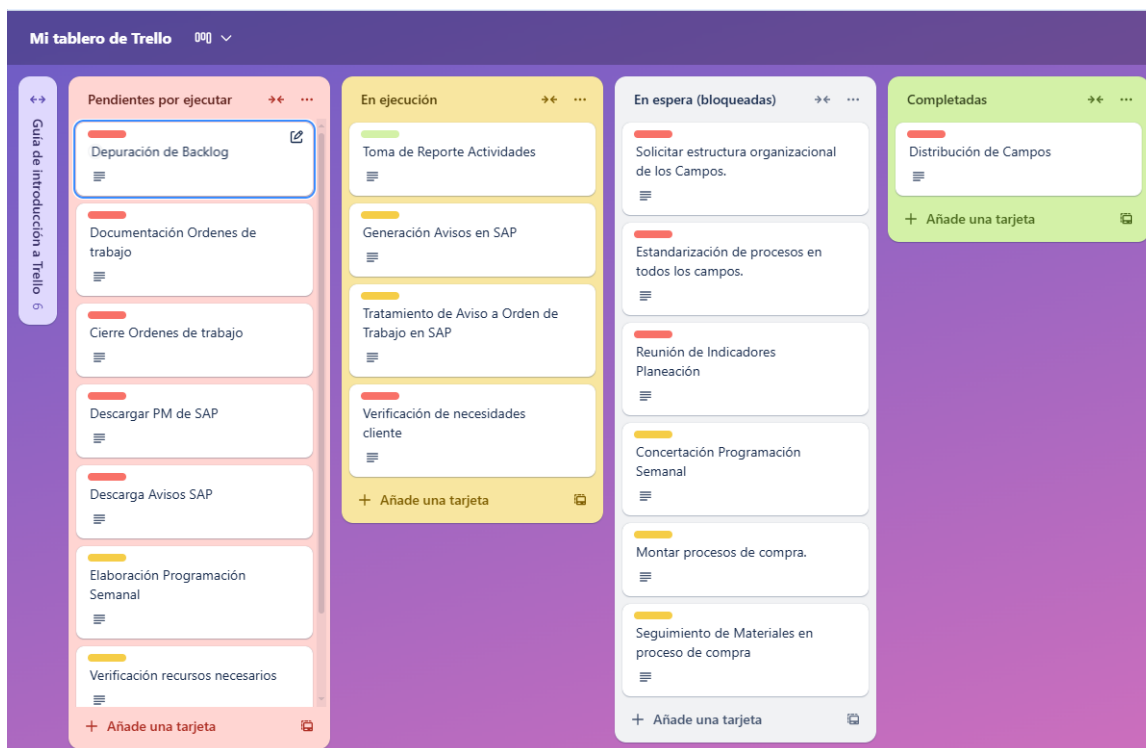 Mi tablero de Trello
Guía de introducción a Trello 6
Pendientes por ejecutar
Depuración de Backlog
Documentación Ordenes de
trabajo
Cierre Ordenes de trabajo
Descargar PM de SAP
Descarga Avisos SAP
Elaboración Programación
Semanal
Verificación recursos necesarios
+ Añade una tarjeta
En ejecución
Toma de Reporte Actividades
Generación Avisos en SAP
Tratamiento de Aviso a Orden de
Trabajo en SAP
Verificación de necesidades
cliente
+ Añade una tarjeta
En espera (bloqueadas)
Solicitar estructura organizacional
de los Campos.
Estandarización de procesos en
todos los campos.
Reunión de Indicadores
Planeación
Concertación Programación
Semanal
Montar procesos de compra.
Seguimiento de Materiales en
proceso de compra
+ Añade una tarjeta
Completadas
Distribución de Campos
+ Añade una tarjeta